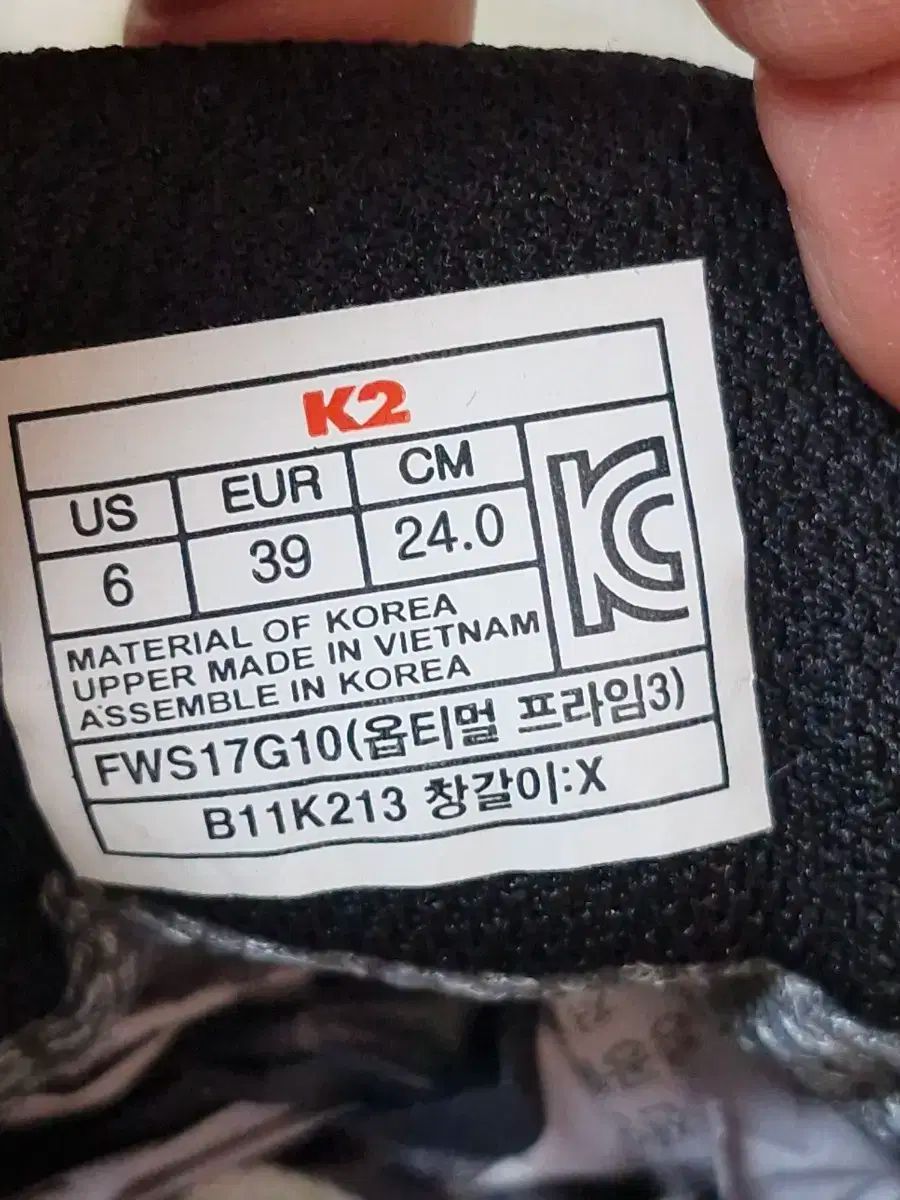 K2
US EUR CM
6 39 24.0
KC
MATERIAL OF KOREA
UPPER MADE IN VIETNAM
ASSEMBLE IN KOREA
FWS17G10(옵티멀 프라임3)
B11K213 창갈이:X